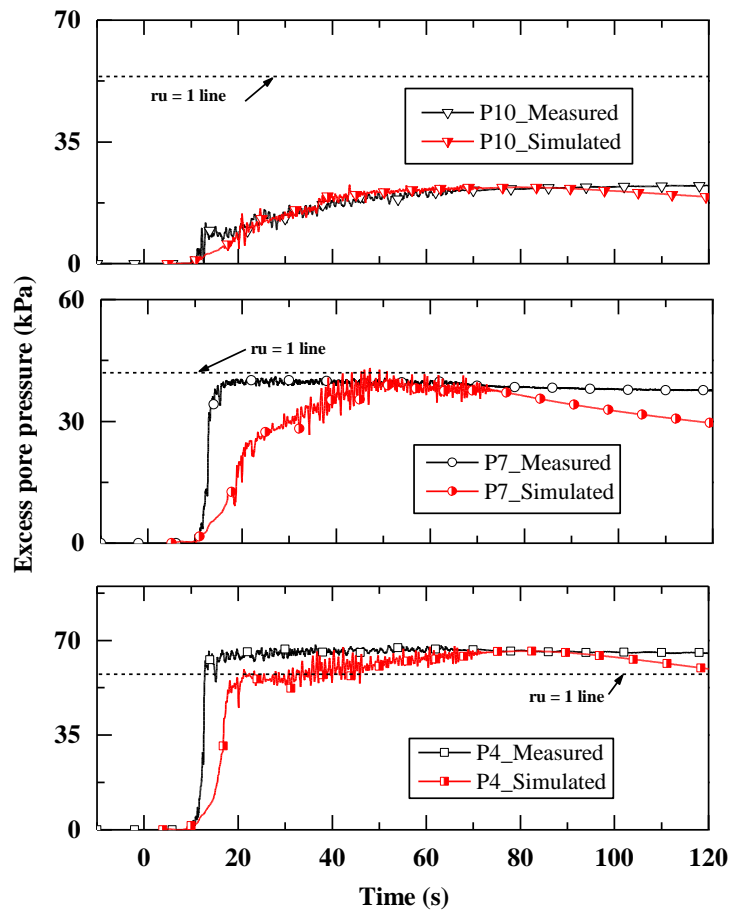 70
35
0
ru = 1 line
P10_Measured
P10_Simulated
60
30
0
ru = 1 line
P7_Measured
P7_Simulated
Excess pore pressure (kPa)
70
35
0
ru = 1 line
P4_Measured
P4_Simulated
0 20 40 60 80 100 120
Time (s)